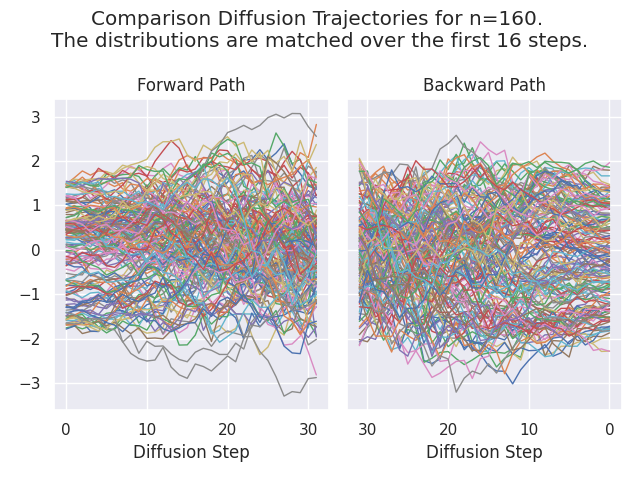 Comparison Diffusion Trajectories for n=160.
The distributions are matched over the first 16 steps.
Forward Path
Backward Path
3
2
1
0
−1
−2
−3
0 10 20 30
30 20 10 0
Diffusion Step
Diffusion Step